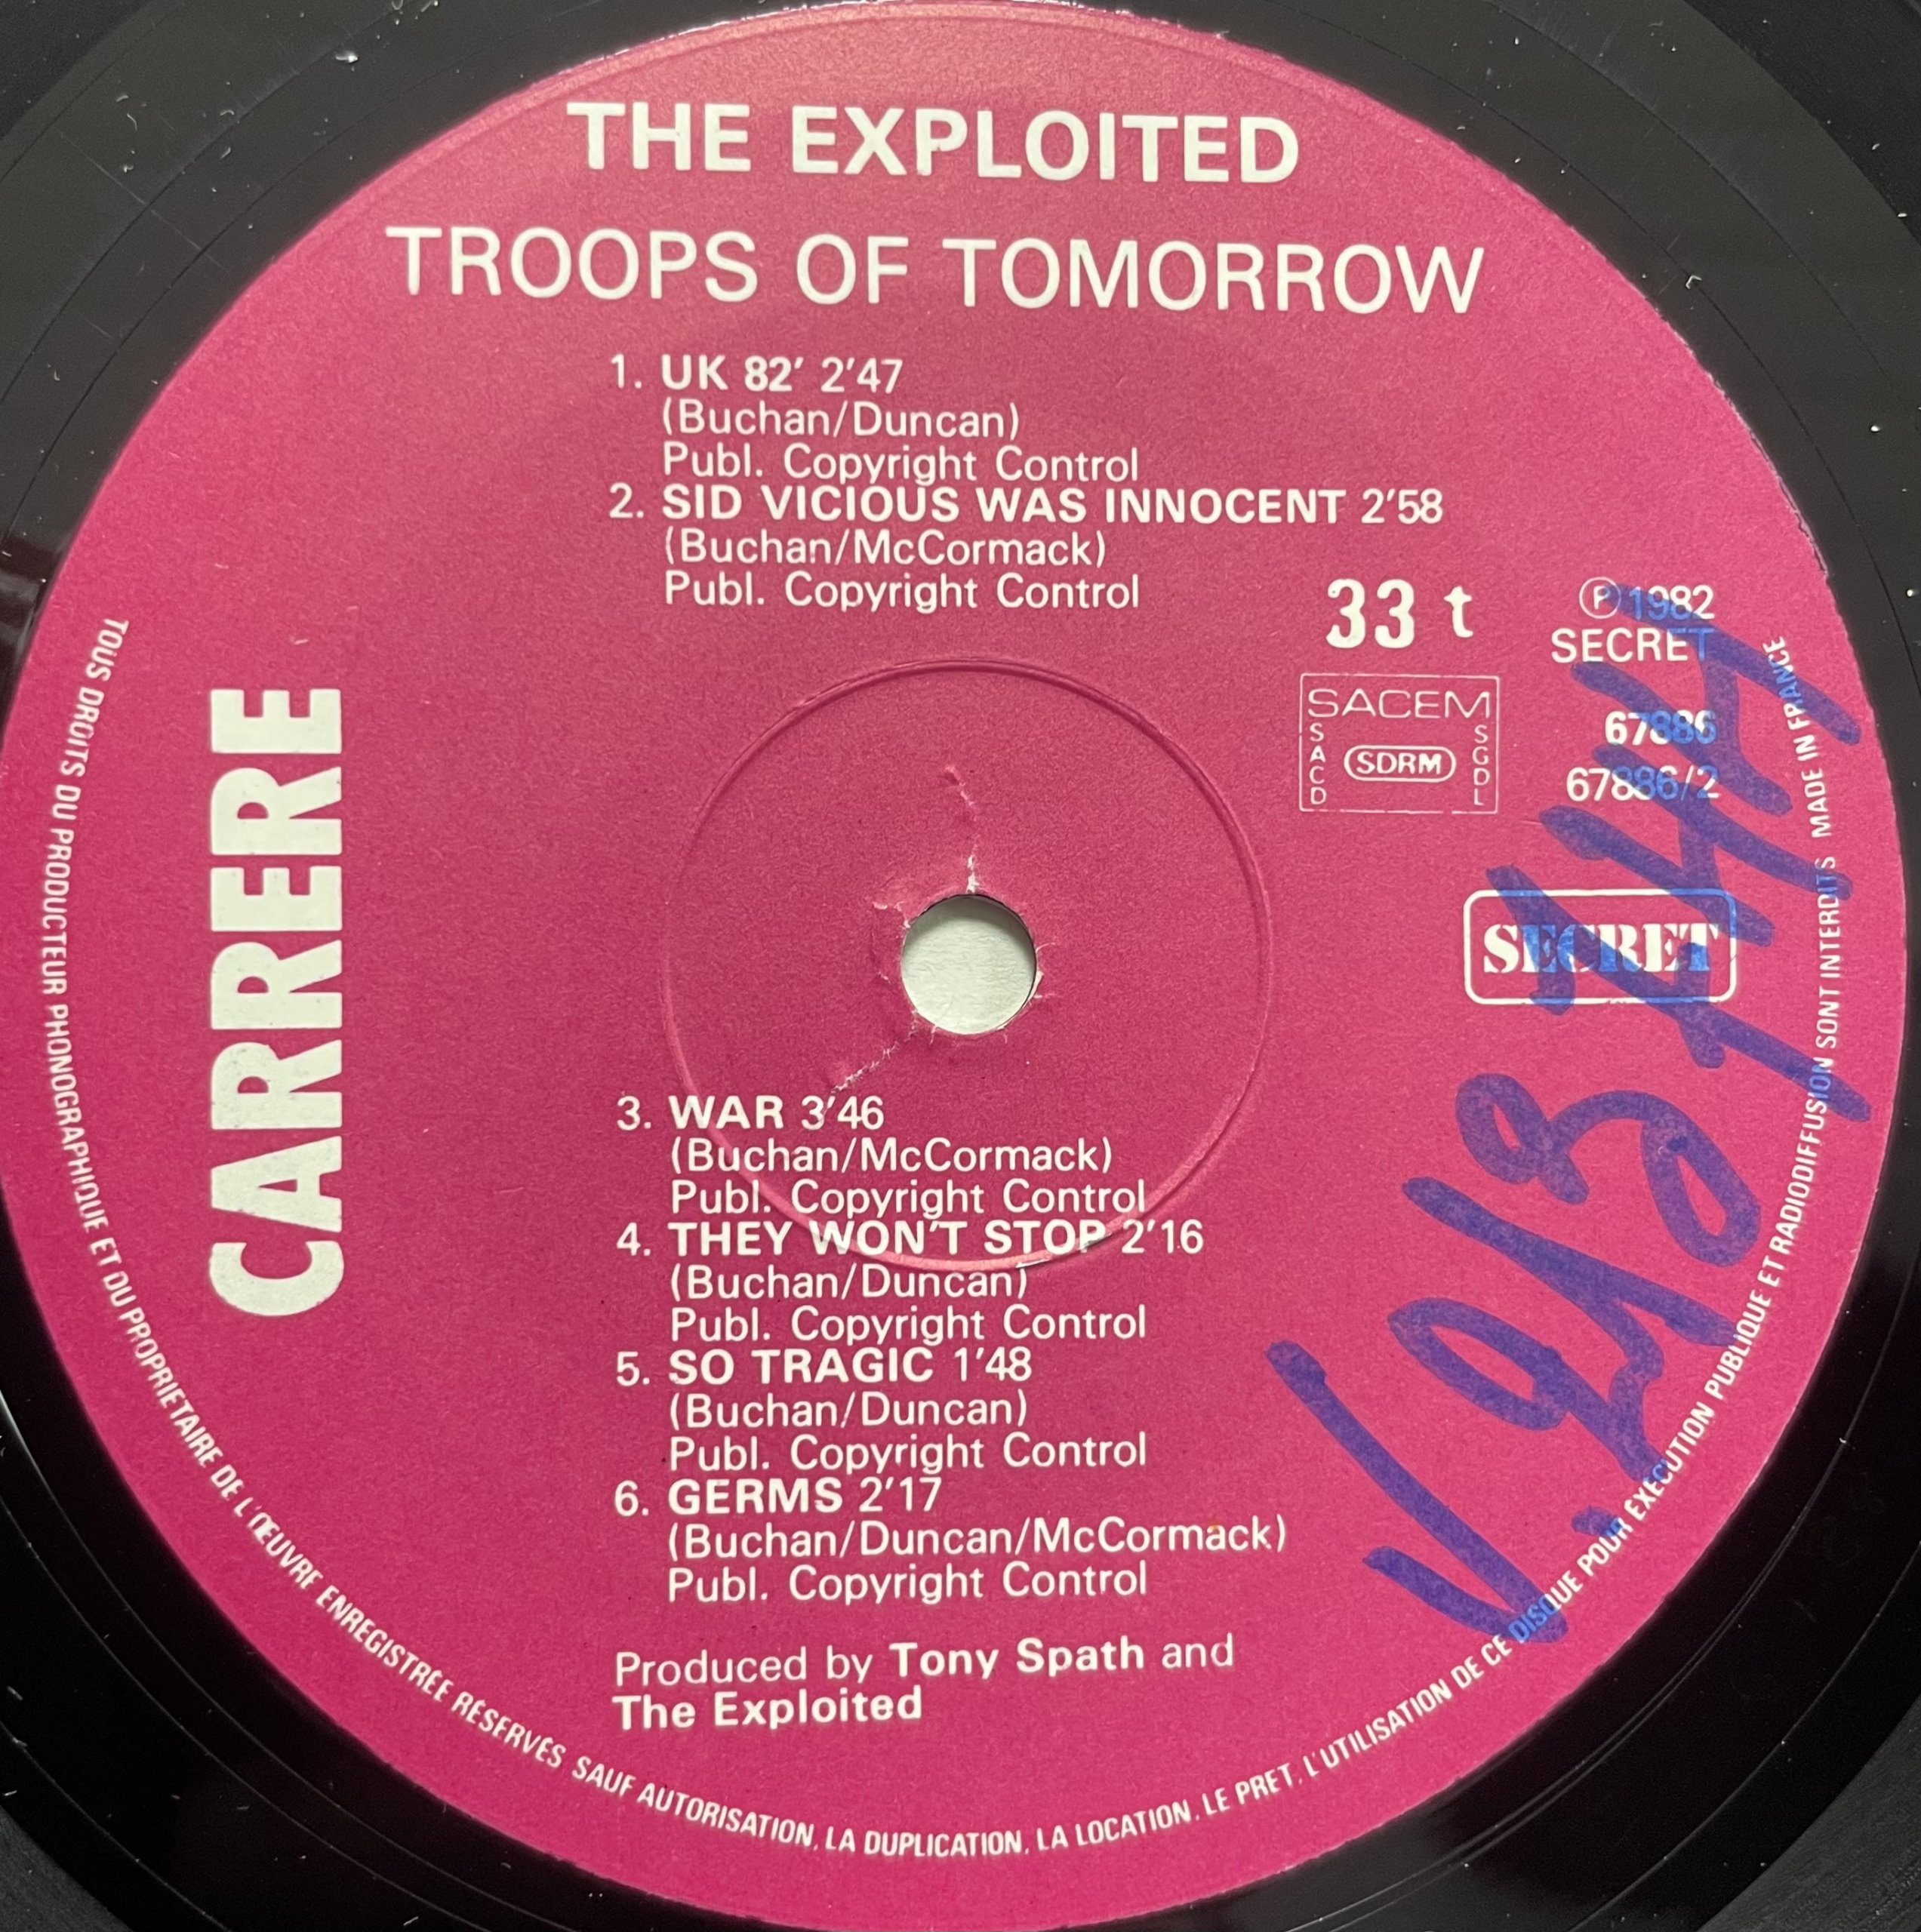 THE EXPLOITED
TROOPS OF TOMORROW
1. UK 82' 2'47
(Buchan/Duncan)
Publ. Copyright Control
2. SID VICIOUS WAS INNOCENT 2'58
(Buchan/McCormack)
Publ. Copyright Control
33 t
Ⓟ 1982
SECRET
SACEM
SACD
SDRM
SGDL
67886
67886/2
CARRERE
SECRET
3. WAR 3'46
(Buchan/McCormack)
Publ. Copyright Control
4. THEY WON'T STOP 2'16
(Buchan/Duncan)
Publ. Copyright Control
5. SO TRAGIC 1'48
(Buchan/Duncan)
Publ. Copyright Control
6. GERMS 2'17
(Buchan/Duncan/McCormack)
Publ. Copyright Control
Produced by Tony Spath and
The Exploited
TOUS DROITS DU PRODUCTEUR PHONOGRAPHIQUE ET DU PROPRIETAIRE DE L'ŒUVRE ENREGISTRÉE RÉSERVÉS SAUF AUTORISATION, LA DUPLICATION, LA LOCATION, LE PRET, L'UTILISATION DE CE DISQUE POUR EXECUTION PUBLIQUE ET RADIODIFFUSION SONT INTERDITS MADE IN FRANCE